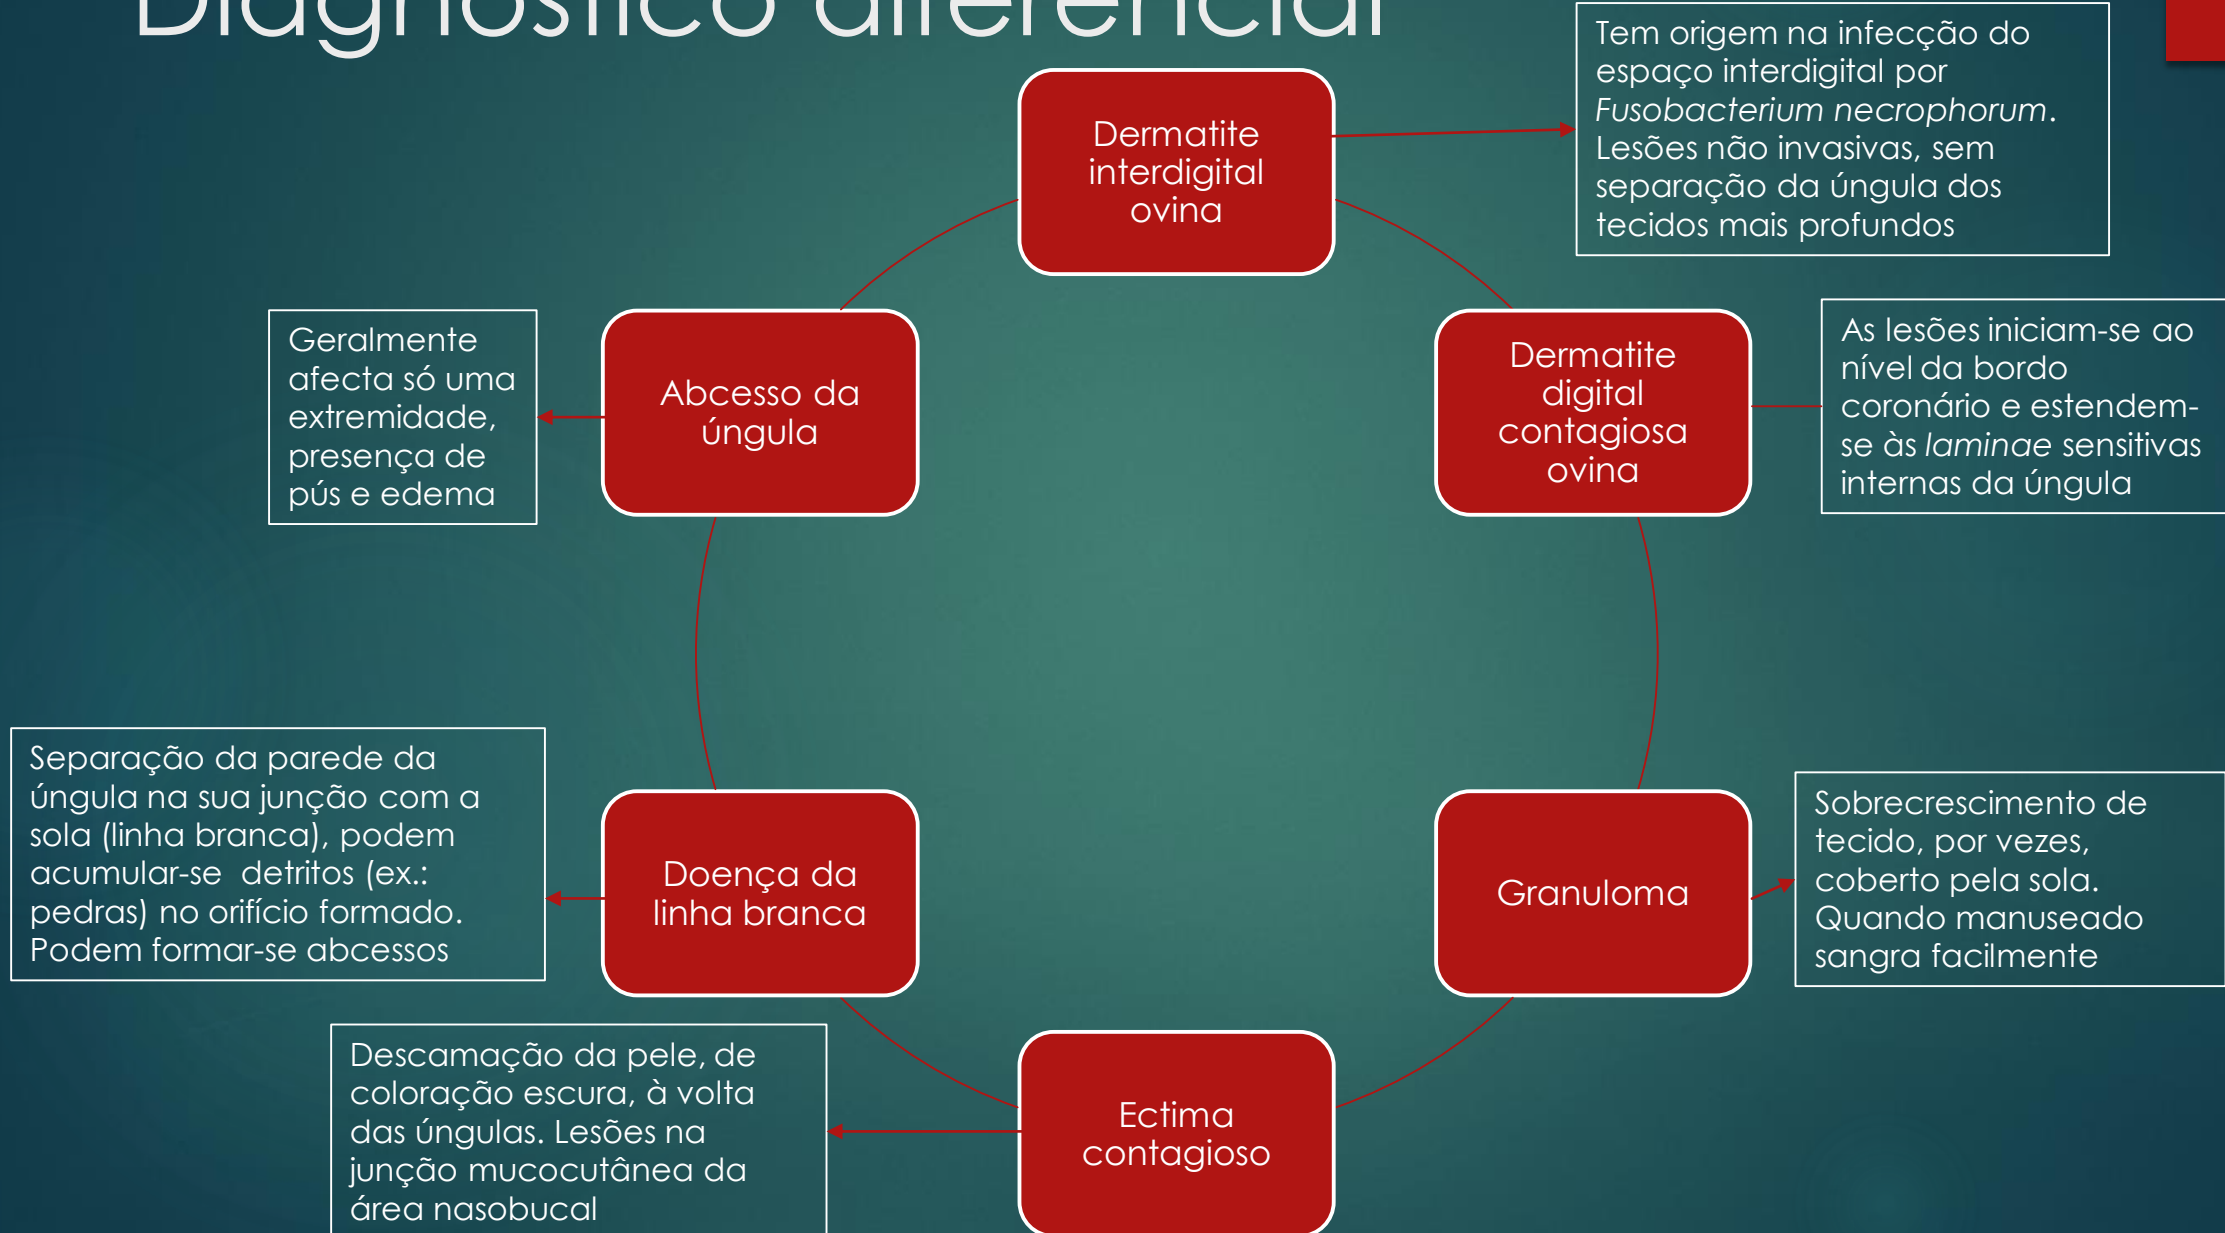 Diagnóstico diferencial
Dermatite
interdigital
ovina
Tem origem na infecção do
espaço interdigital por
Fusobacterium necrophorum.
Lesões não invasivas, sem
separação da úngula dos
tecidos mais profundos
Dermatite
digital
contagiosa
ovina
As lesões iniciam-se ao
nível da bordo
coronário e estendem-
se às laminae sensitivas
internas da úngula
Granuloma
Sobrecrescimento de
tecido, por vezes,
coberto pela sola.
Quando manuseado
sangra facilmente
Ectima
contagioso
Descamação da pele, de
coloração escura, à volta
das úngulas. Lesões na
junção mucocutânea da
área nasobucal
Doença da
linha branca
Separação da parede da
úngula na sua junção com a
sola (linha branca), podem
acumular-se detritos (ex.:
pedras) no orifício formado.
Podem formar-se abcessos
Abcesso da
úngula
Geralmente
afecta só uma
extremidade,
presença de
pús e edema